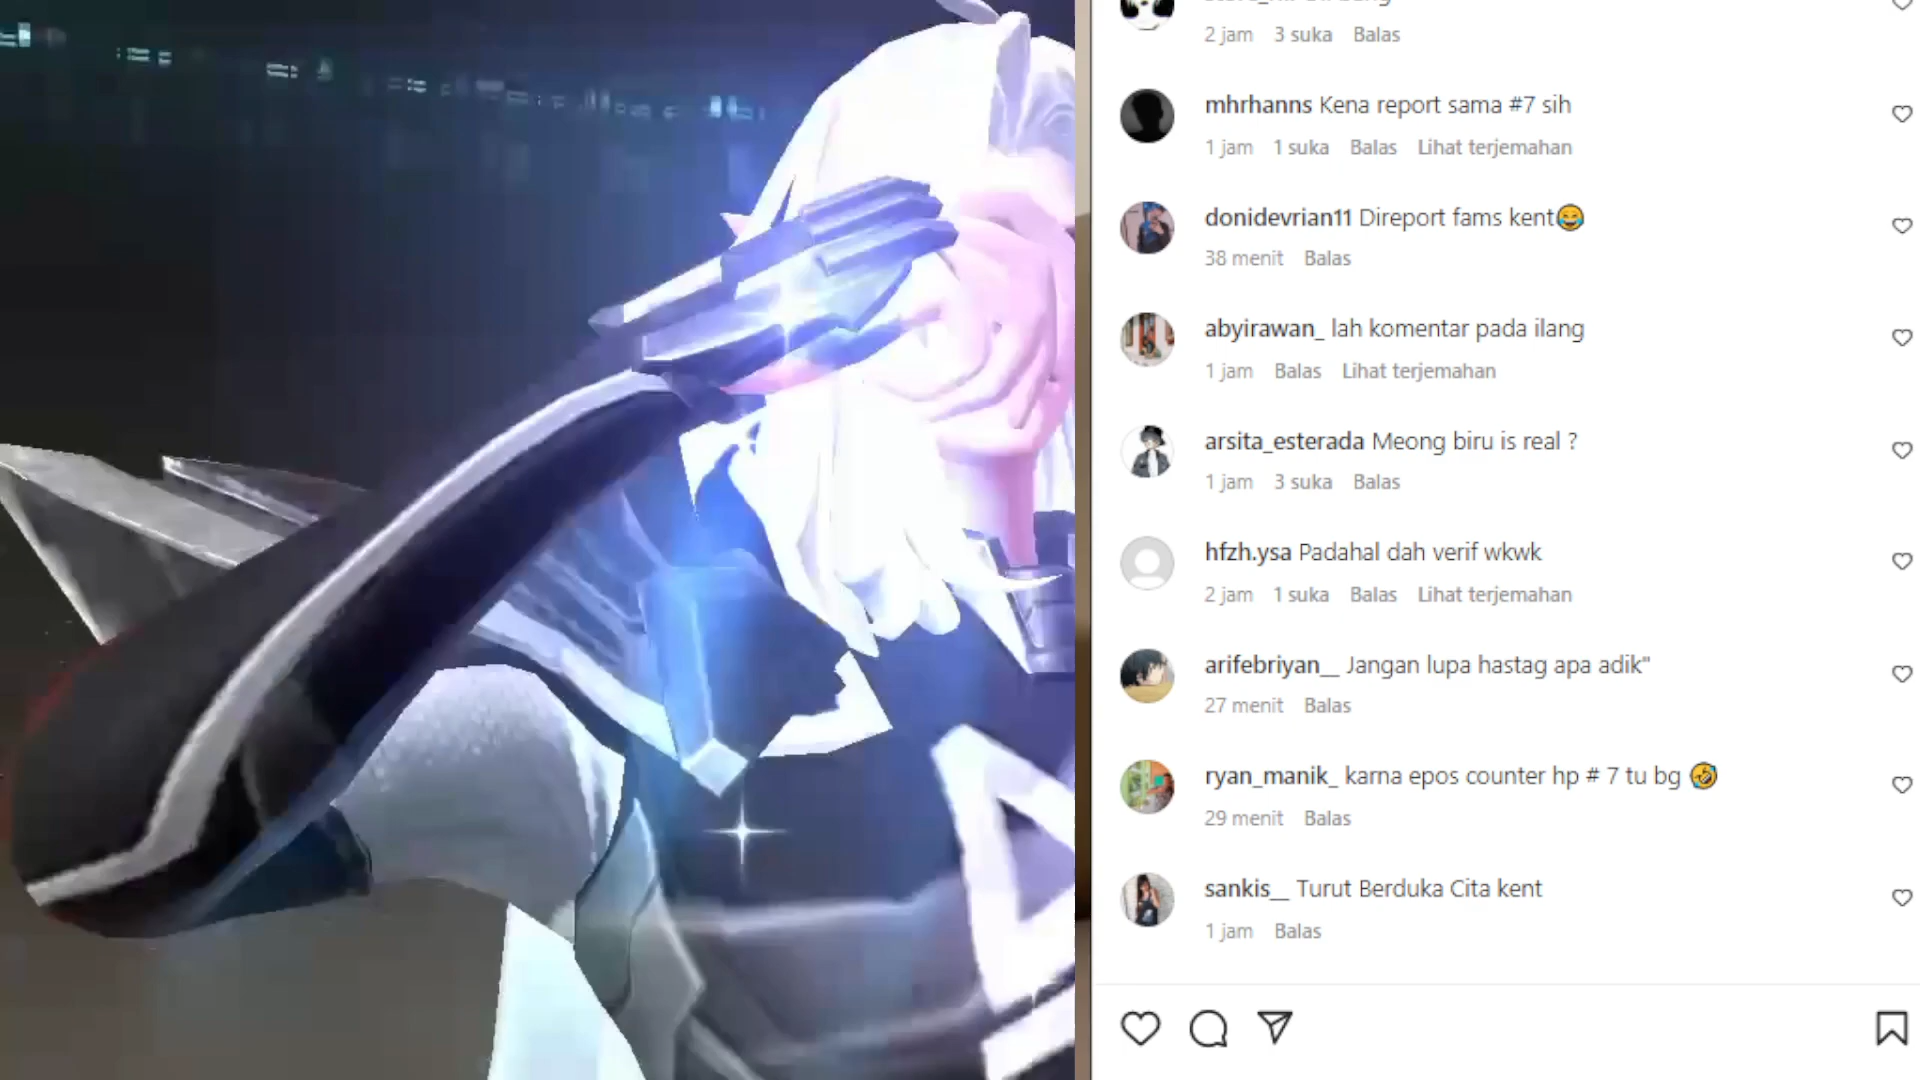 2 jam 3 suka Balas
mhrhanns Kena report sama #7 sih
1 jam 1 suka Balas Lihat terjemahan
donidevrian11 Direport fams kent😂
38 menit Balas
abyirawan_ lah komentar pada ilang
1 jam Balas Lihat terjemahan
arsita_esterada Meong biru is real ?
1 jam 3 suka Balas
hfzh.ysa Padahal dah verif wkwk
2 jam 1 suka Balas Lihat terjemahan
arifebriyan__ Jangan lupa hastag apa adik"
27 menit Balas
ryan_manik_ karna epos counter hp # 7 tu bg 🤣
29 menit Balas
sankis__ Turut Berduka Cita kent
1 jam Balas